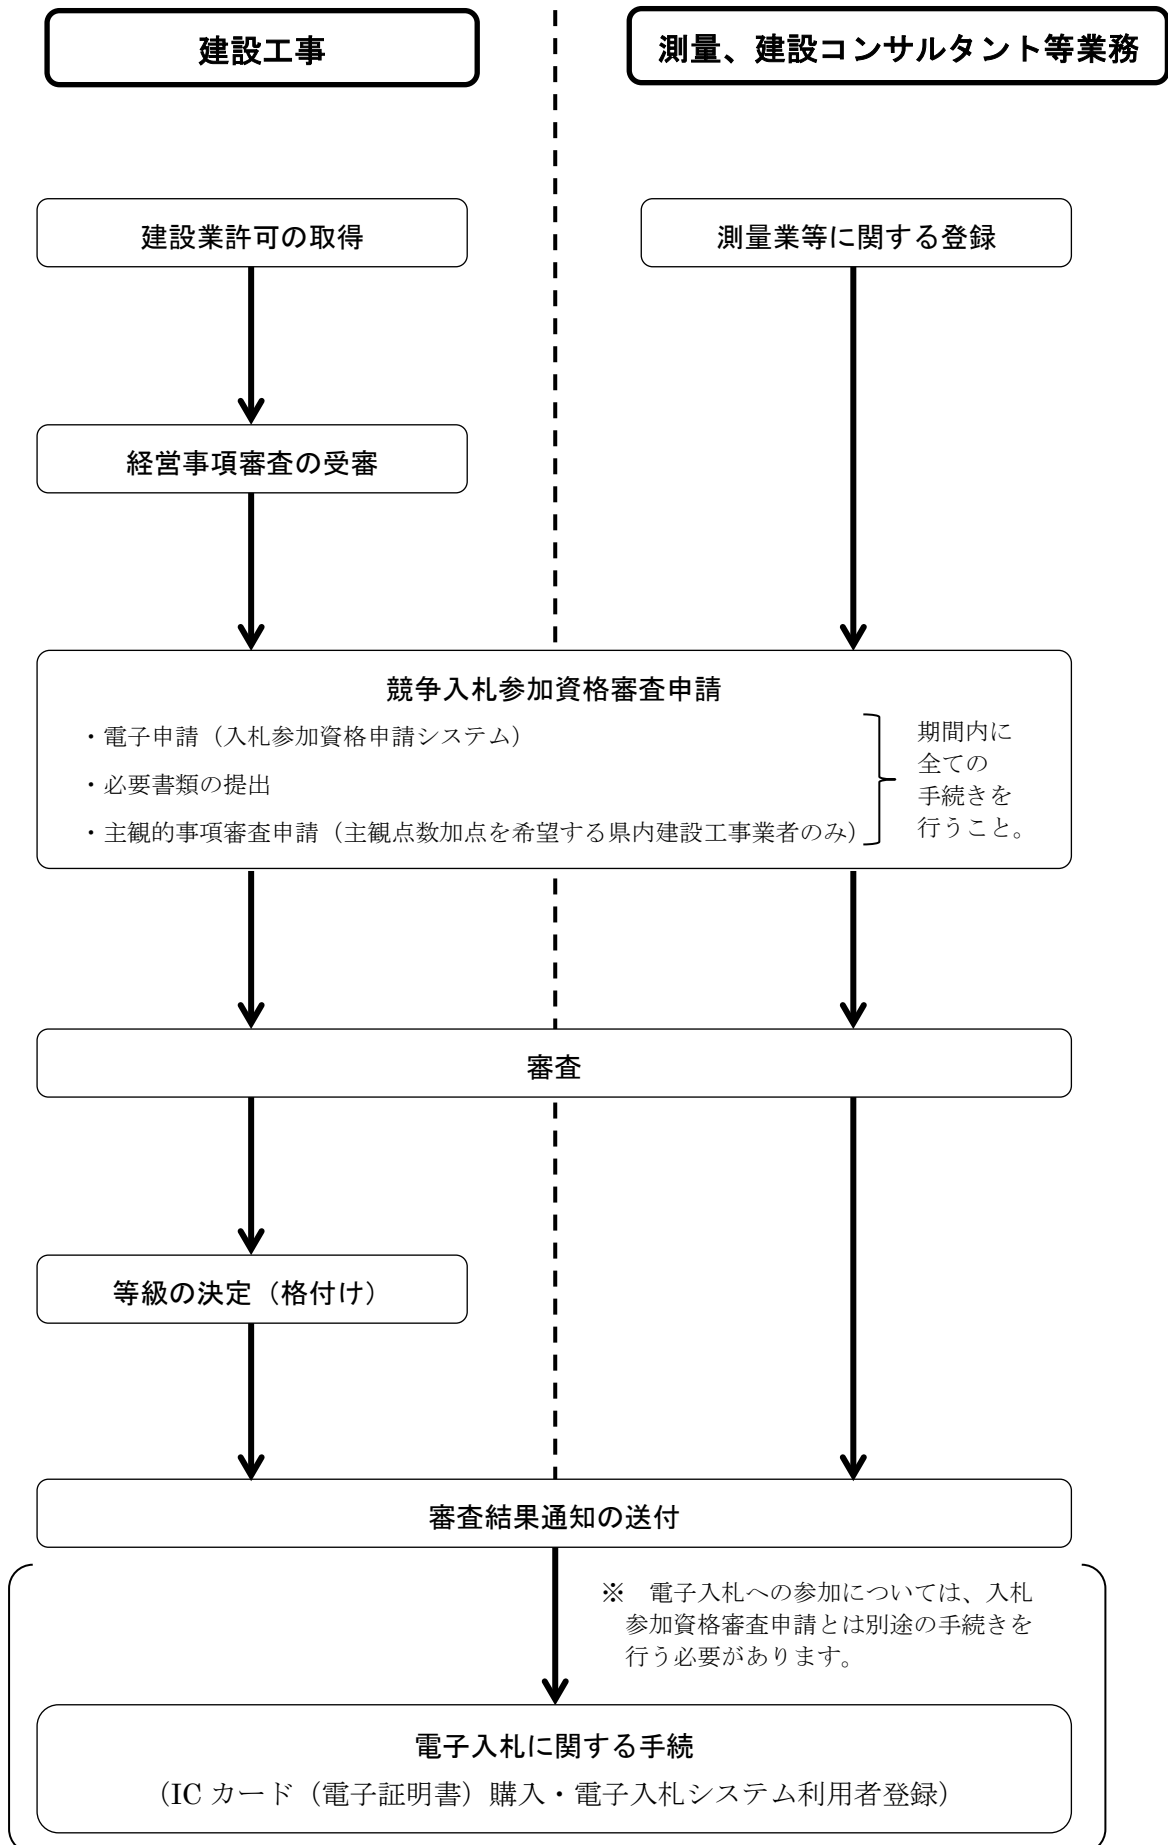 建設工事
測量、建設コンサルタント等業務
建設業許可の取得
測量業等に関する登録
経営事項審査の受審
競争入札参加資格審査申請
・電子申請（入札参加資格申請システム）
・必要書類の提出
・主観的事項審査申請（主観点数加点を希望する県内建設工事業者のみ）
期間内に
全ての
手続きを
行うこと。
審査
等級の決定（格付け）
審査結果通知の送付
※　電子入札への参加については、入札
参加資格審査申請とは別途の手続きを
行う必要があります。
電子入札に関する手続
（IC カード（電子証明書）購入・電子入札システム利用者登録）